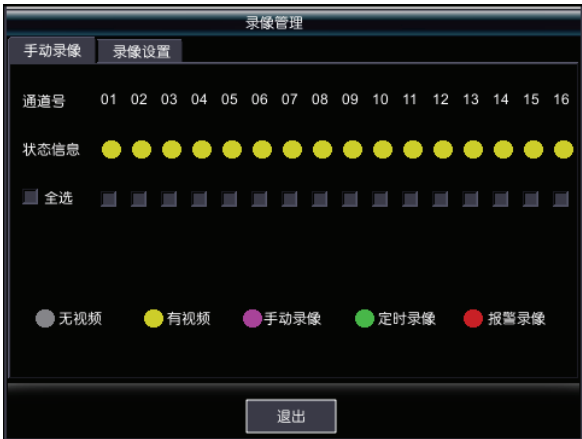 录像管理
手动录像 录像设置
通道号 01 02 03 04 05 06 07 08 09 10 11 12 13 14 15 16
状态信息
全选
无视频 有视频 手动录像 定时录像 报警录像
退出